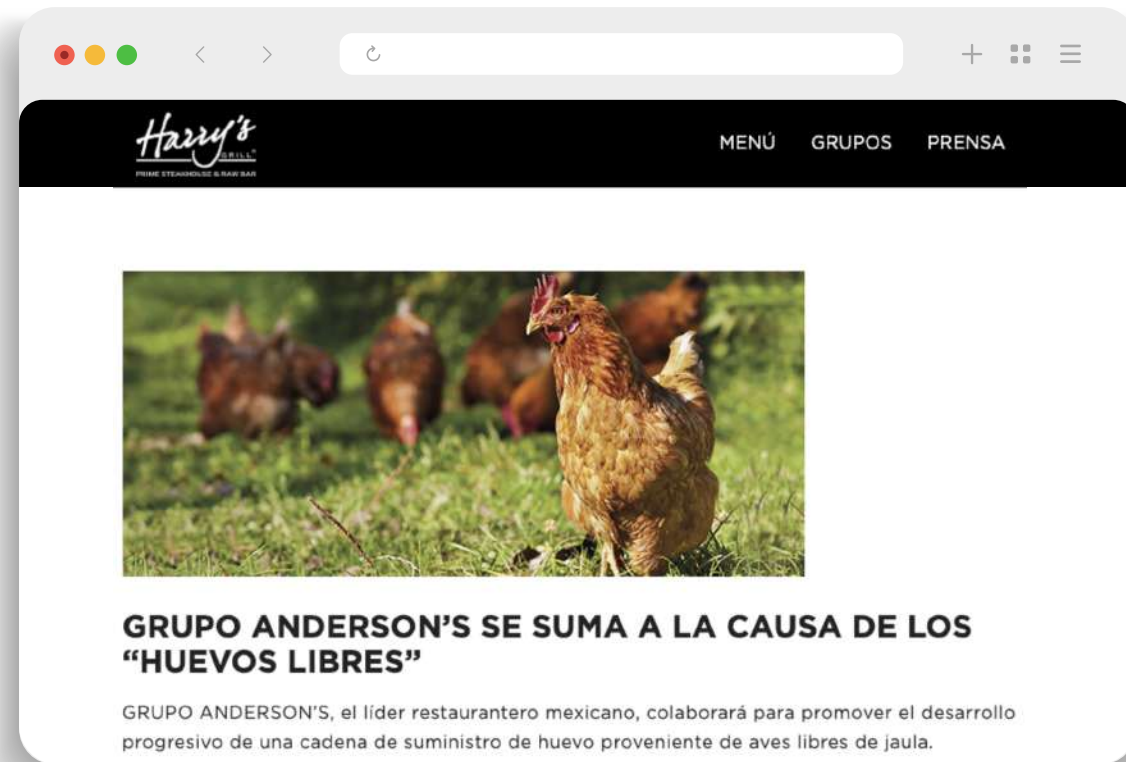 Harry's
GRILL®
PRIME STEAKHOUSE & RAW BAR
MENÚ GRUPOS PRENSA
GRUPO ANDERSON’S SE SUMA A LA CAUSA DE LOS
“HUEVOS LIBRES”
GRUPO ANDERSON'S, el líder restaurantero mexicano, colaborará para promover el desarrollo
progresivo de una cadena de suministro de huevo proveniente de aves libres de jaula.